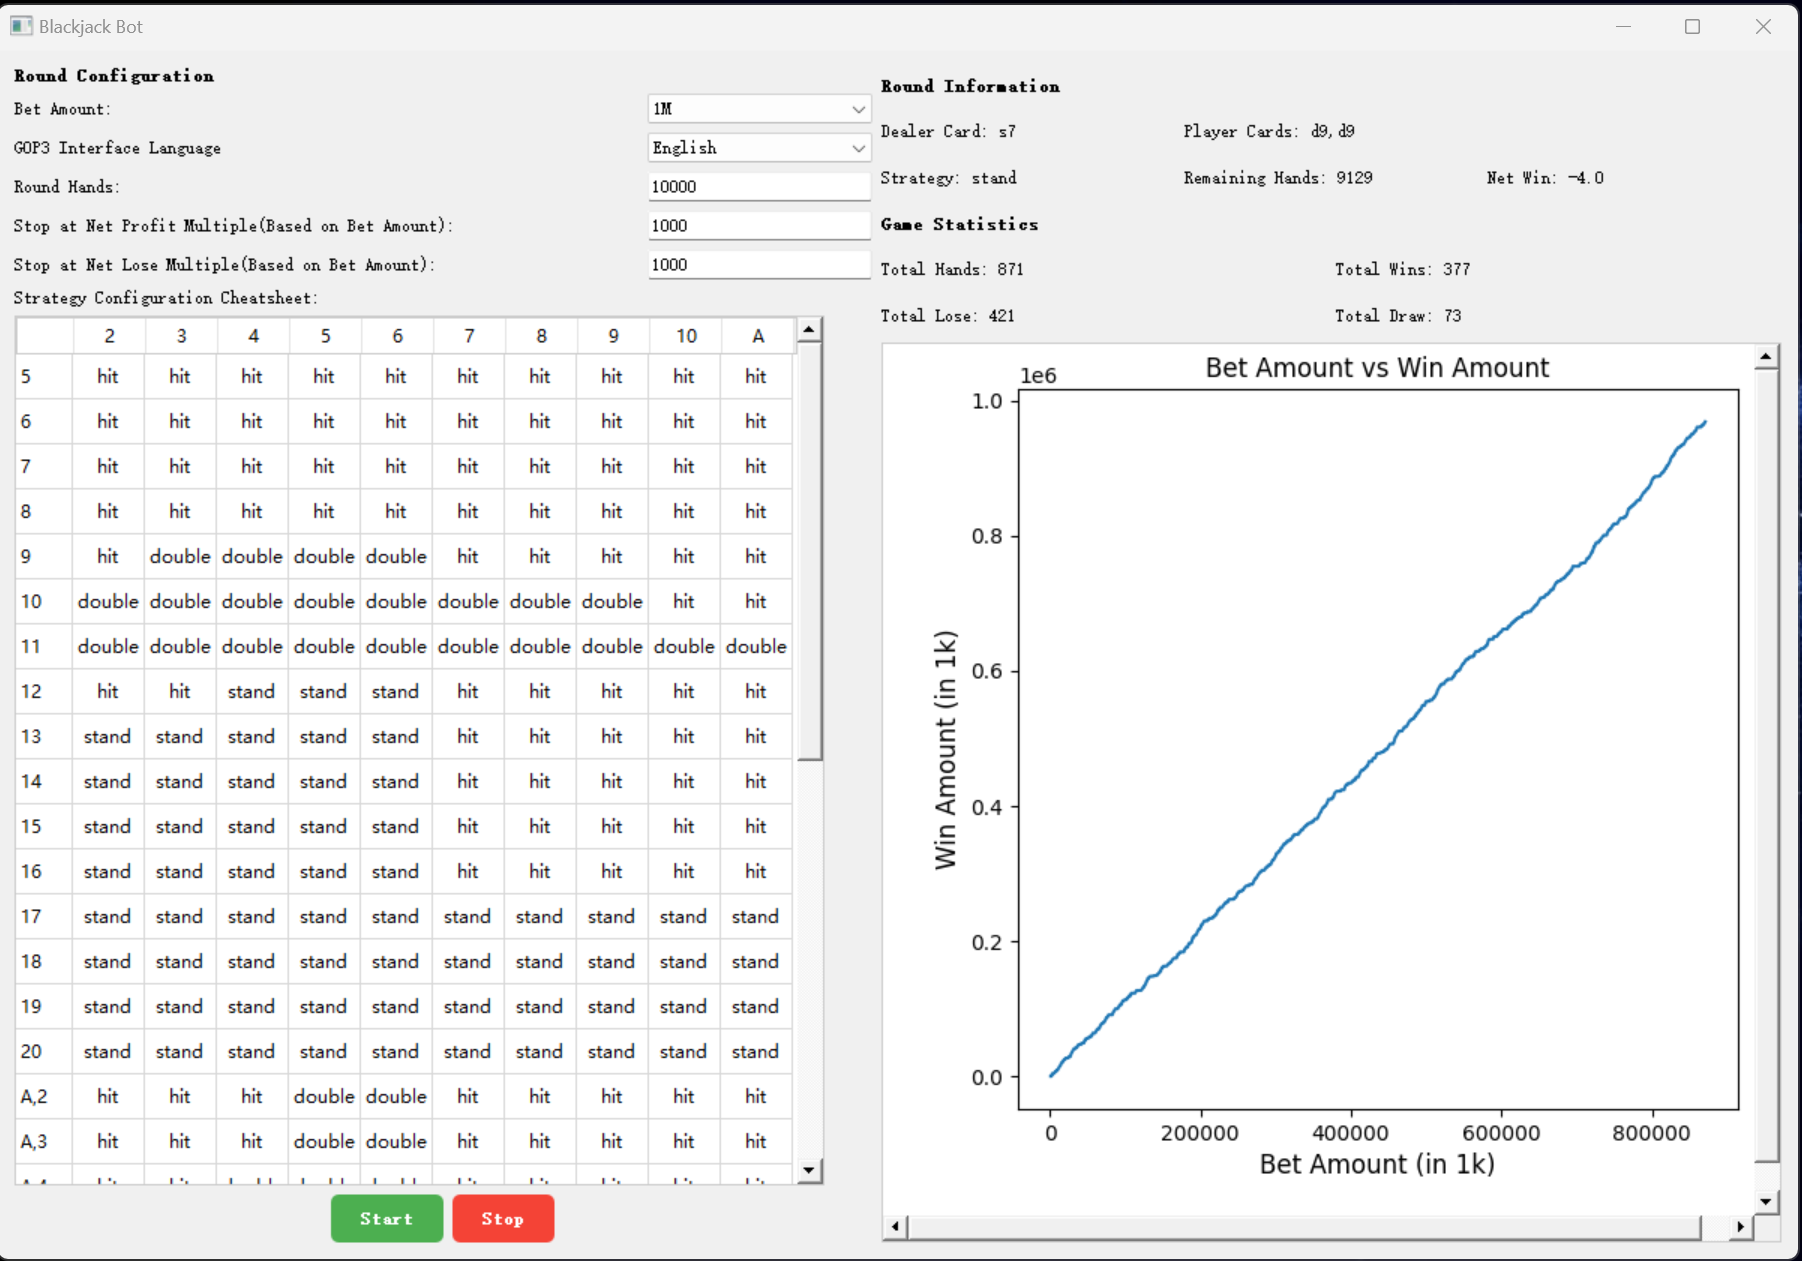 Blackjack Bot
Round Configuration
Bet Amount: 1M
GOP3 Interface Language English
Round Hands: 10000
Stop at Net Profit Multiple(Based on Bet Amount): 1000
Stop at Net Lose Multiple(Based on Bet Amount): 1000
Strategy Configuration Cheatsheet:
2 3 4 5 6 7 8 9 10 A
5 hit hit hit hit hit hit hit hit hit hit
6 hit hit hit hit hit hit hit hit hit hit
7 hit hit hit hit hit hit hit hit hit hit
8 hit hit hit hit hit hit hit hit hit hit
9 hit double double double double hit hit hit hit hit
10 double double double double double double double double hit hit
11 double double double double double double double double double double
12 hit hit stand stand stand hit hit hit hit hit
13 stand stand stand stand stand hit hit hit hit hit
14 stand stand stand stand stand hit hit hit hit hit
15 stand stand stand stand stand hit hit hit hit hit
16 stand stand stand stand stand hit hit hit hit hit
17 stand stand stand stand stand stand stand stand stand stand
18 stand stand stand stand stand stand stand stand stand stand
19 stand stand stand stand stand stand stand stand stand stand
20 stand stand stand stand stand stand stand stand stand stand
A,2 hit hit hit double double hit hit hit hit hit
A,3 hit hit hit double double hit hit hit hit hit
Start Stop
Round Information
Dealer Card: s7 Player Cards: d9,d9
Strategy: stand Remaining Hands: 9129 Net Win: -4.0
Game Statistics
Total Hands: 871 Total Wins: 377
Total Lose: 421 Total Draw: 73
Bet Amount vs Win Amount
1e6
1.0
0.8
0.6
0.4
0.2
0.0
Win Amount (in 1k)
0 200000 400000 600000 800000
Bet Amount (in 1k)